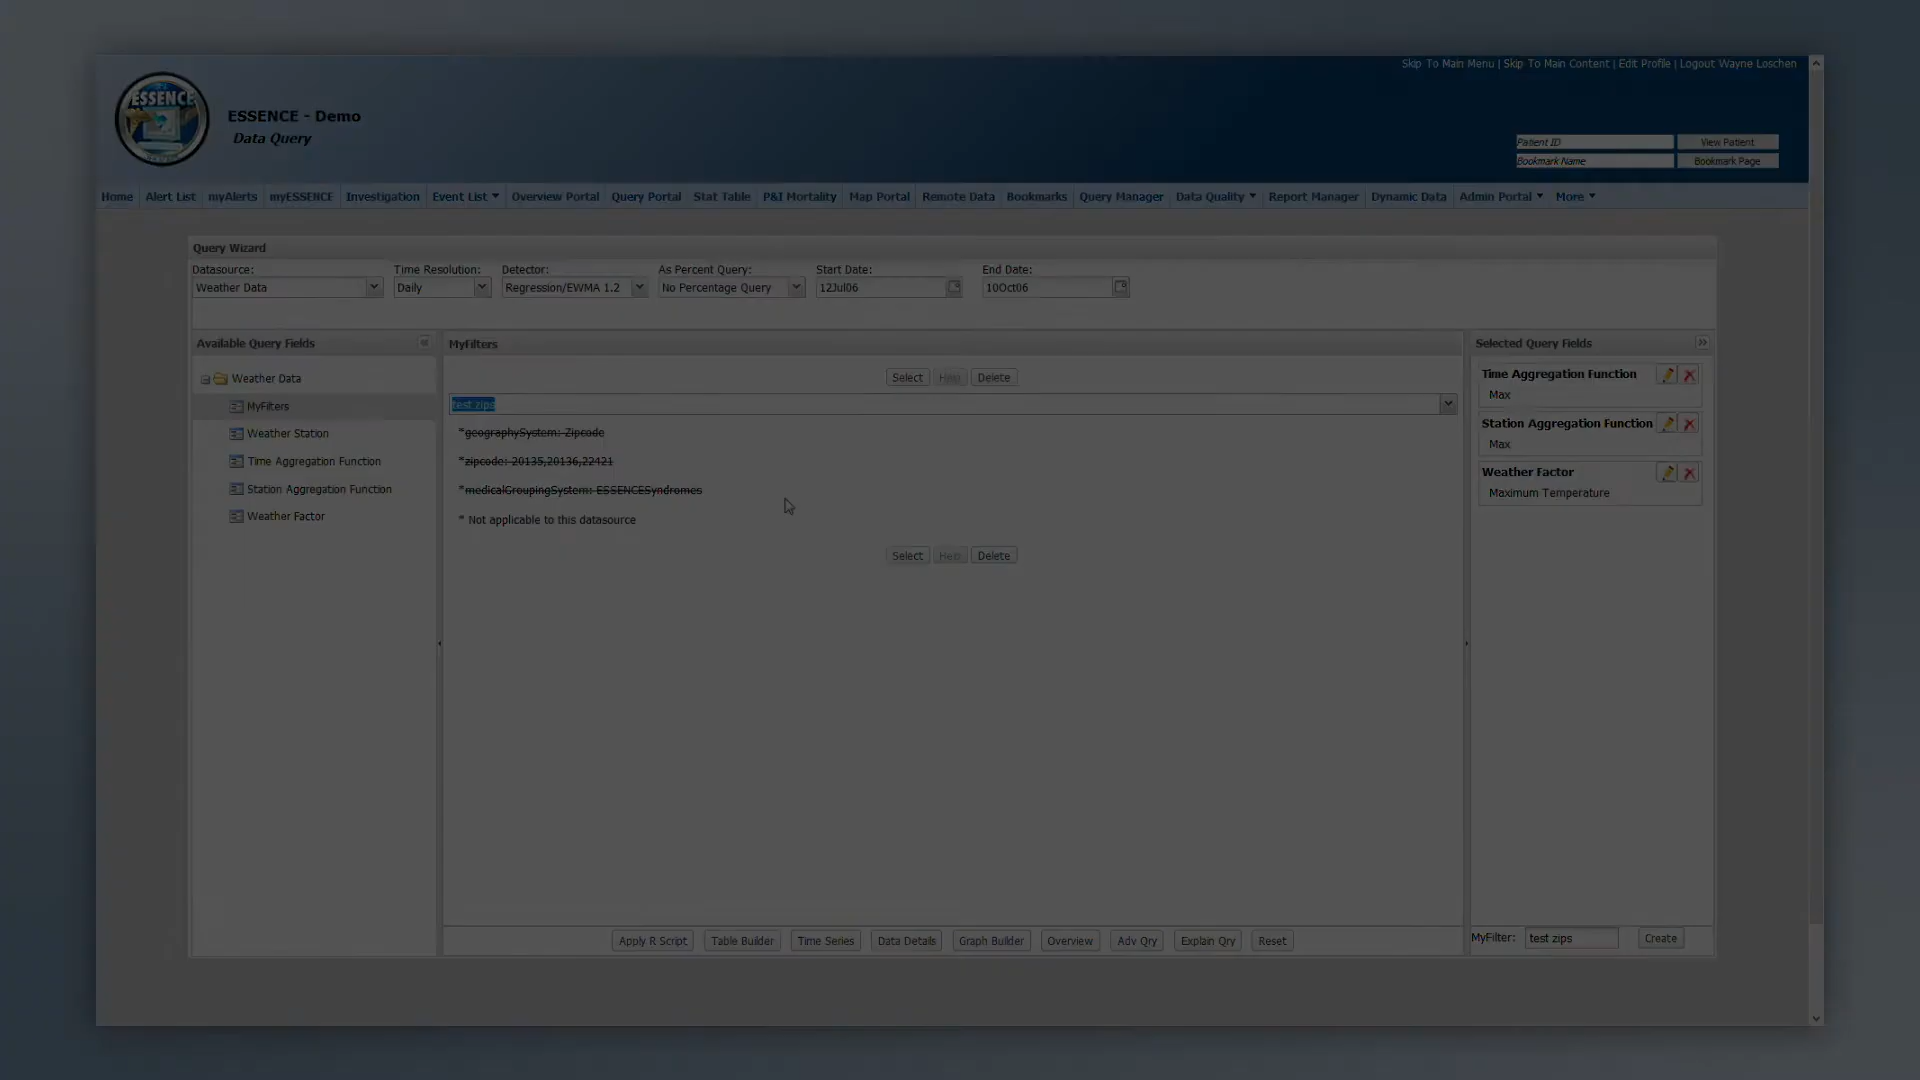 Skip To Main Menu | Skip To Main Content | Edit Profile | Logout Wayne Loschen
ESSENCE
ESSENCE - Demo
Data Query
Patient ID View Patient
Bookmark Name Bookmark Page
Home Alert List myAlerts myESSENCE Investigation Event List Overview Portal Query Portal Stat Table P&I Mortality Map Portal Remote Data Bookmarks Query Manager Data Quality Report Manager Dynamic Data Admin Portal More
Query Wizard
Datasource: Time Resolution: Detector: As Percent Query: Start Date: End Date:
Weather Data Daily Regression/EWMA 1.2 No Percentage Query 12Jul06 10Oct06
Available Query Fields
Weather Data
MyFilters
Weather Station
Time Aggregation Function
Station Aggregation Function
Weather Factor
MyFilters
Select Help Delete
test zips
*geographySystem: Zipcode
*zipcode: 20135,20136,22421
*medicalGroupingSystem: ESSENCESyndromes
* Not applicable to this datasource
Select Help Delete
Selected Query Fields
Time Aggregation Function
Max
Station Aggregation Function
Max
Weather Factor
Maximum Temperature
Apply R Script Table Builder Time Series Data Details Graph Builder Overview Adv Qry Explain Qry Reset
MyFilter: test zips Create